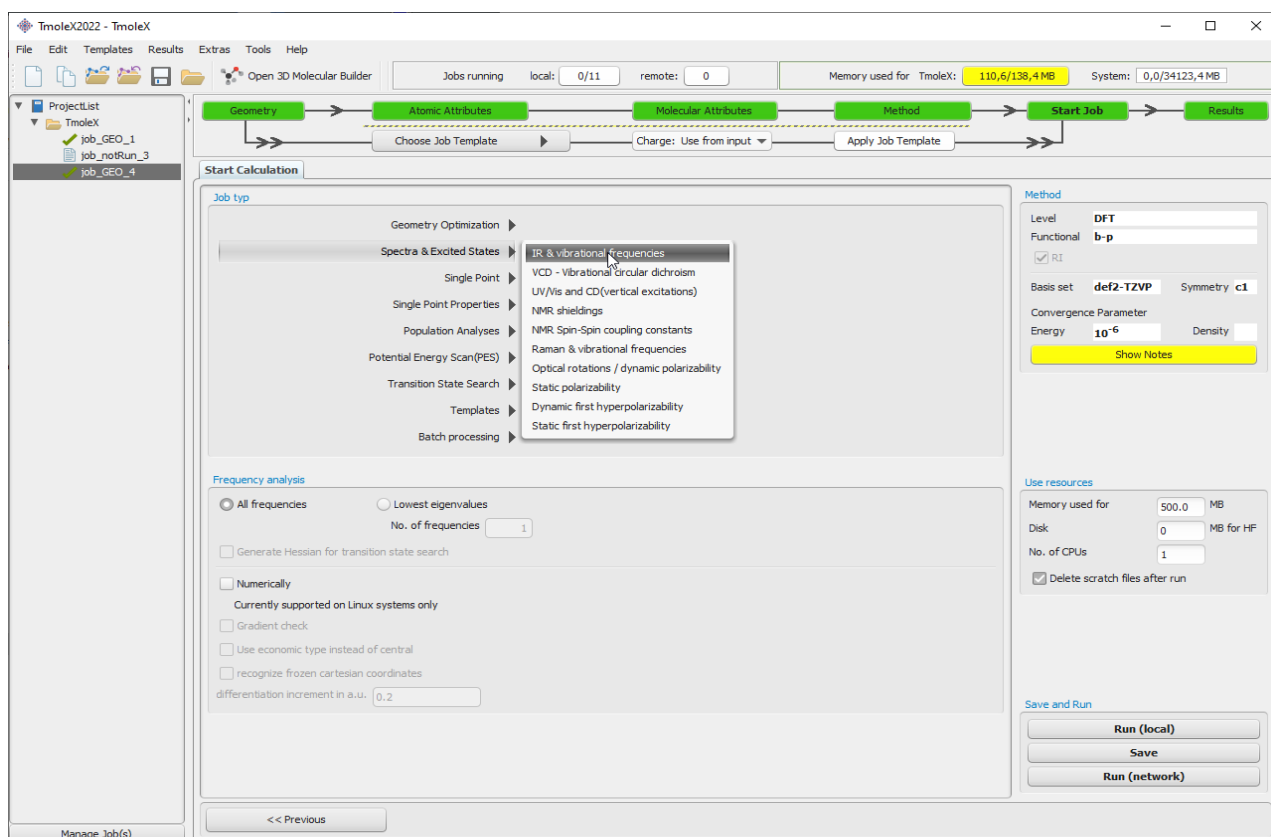 TmoleX2022 - TmoleX
File Edit Templates Results Extras Tools Help
Open 3D Molecular Builder Jobs running local: 0/11 remote: 0 Memory used for TmoleX: 110,6/138,4 MB System: 0,0/34123,4 MB
ProjectList
TmoleX
job_GEO_1
job_notRun_3
job_GEO_4
Manage Job(s)
Geometry Atomic Attributes Molecular Attributes Method Start Job Results
Choose Job Template Charge: Use from input Apply Job Template
Start Calculation
Job typ
Geometry Optimization
Spectra & Excited States
Single Point
Single Point Properties
Population Analyses
Potential Energy Scan(PES)
Transition State Search
Templates
Batch processing
IR & vibrational frequencies
VCD - Vibrational circular dichroism
UV/Vis and CD(vertical excitations)
NMR shieldings
NMR Spin-Spin coupling constants
Raman & vibrational frequencies
Optical rotations / dynamic polarizability
Static polarizability
Dynamic first hyperpolarizability
Static first hyperpolarizability
Frequency analysis
All frequencies Lowest eigenvalues
No. of frequencies 1
Generate Hessian for transition state search
Numerically
Currently supported on Linux systems only
Gradient check
Use economic type instead of central
recognize frozen cartesian coordinates
differentiation increment in a.u. 0.2
<< Previous
Method
Level DFT
Functional b-p
RI
Basis set def2-TZVP Symmetry c1
Convergence Parameter
Energy 10⁻⁶ Density
Show Notes
Use resources
Memory used for 500.0 MB
Disk 0 MB for HF
No. of CPUs 1
Delete scratch files after run
Save and Run
Run (local)
Save
Run (network)